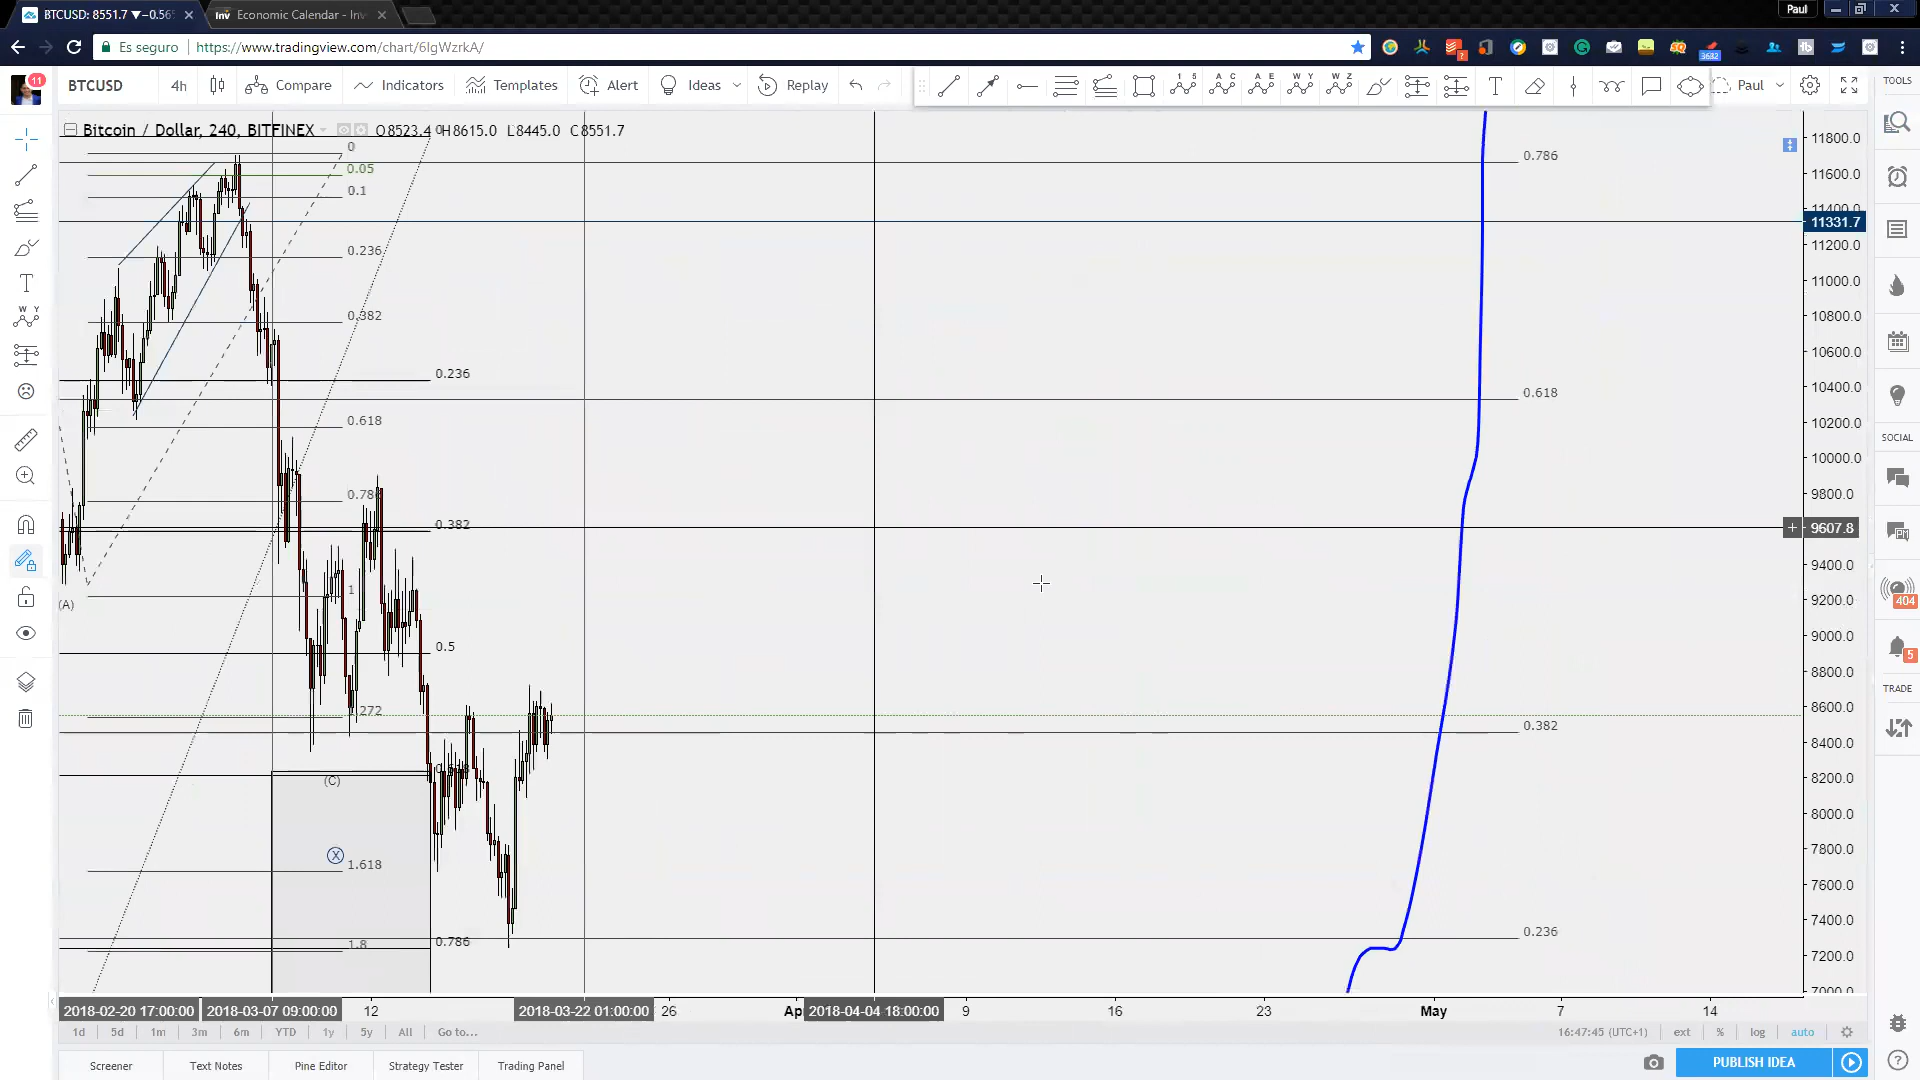 BTCUSD: 8551.7 ▼−0.56
Economic Calendar - Inv
Paul
Es seguro
https://www.tradingview.com/chart/6IgWzrkA/
11
BTCUSD
4h
Compare
Indicators
Templates
Alert
Ideas
Replay
Paul
TOOLS
Bitcoin / Dollar, 240, BITFINEX
O8523.4 H8615.0 L8445.0 C8551.7
0
0
0.05
0.1
0.236
0.382
0.236
0.618
0.786
0.382
1
0.5
1.272
(A)
(C)
X
1.618
1.8
0.786
0.786
0.618
0.382
0.236
11800.0
11600.0
11400.0
11331.7
11200.0
11000.0
10800.0
10600.0
10400.0
10200.0
10000.0
9800.0
9607.8
9400.0
9200.0
9000.0
8800.0
8600.0
8400.0
8200.0
8000.0
7800.0
7600.0
7400.0
7200.0
7000.0
SOCIAL
404
5
TRADE
2018-02-20 17:00:00
2018-03-07 09:00:00
12
2018-03-22 01:00:00
26
Ap
2018-04-04 18:00:00
9
16
23
May
7
14
1d 5d 1m 3m 6m YTD 1y 5y All Go to...
16:47:45 (UTC+1) ext % log auto
Screener
Text Notes
Pine Editor
Strategy Tester
Trading Panel
PUBLISH IDEA